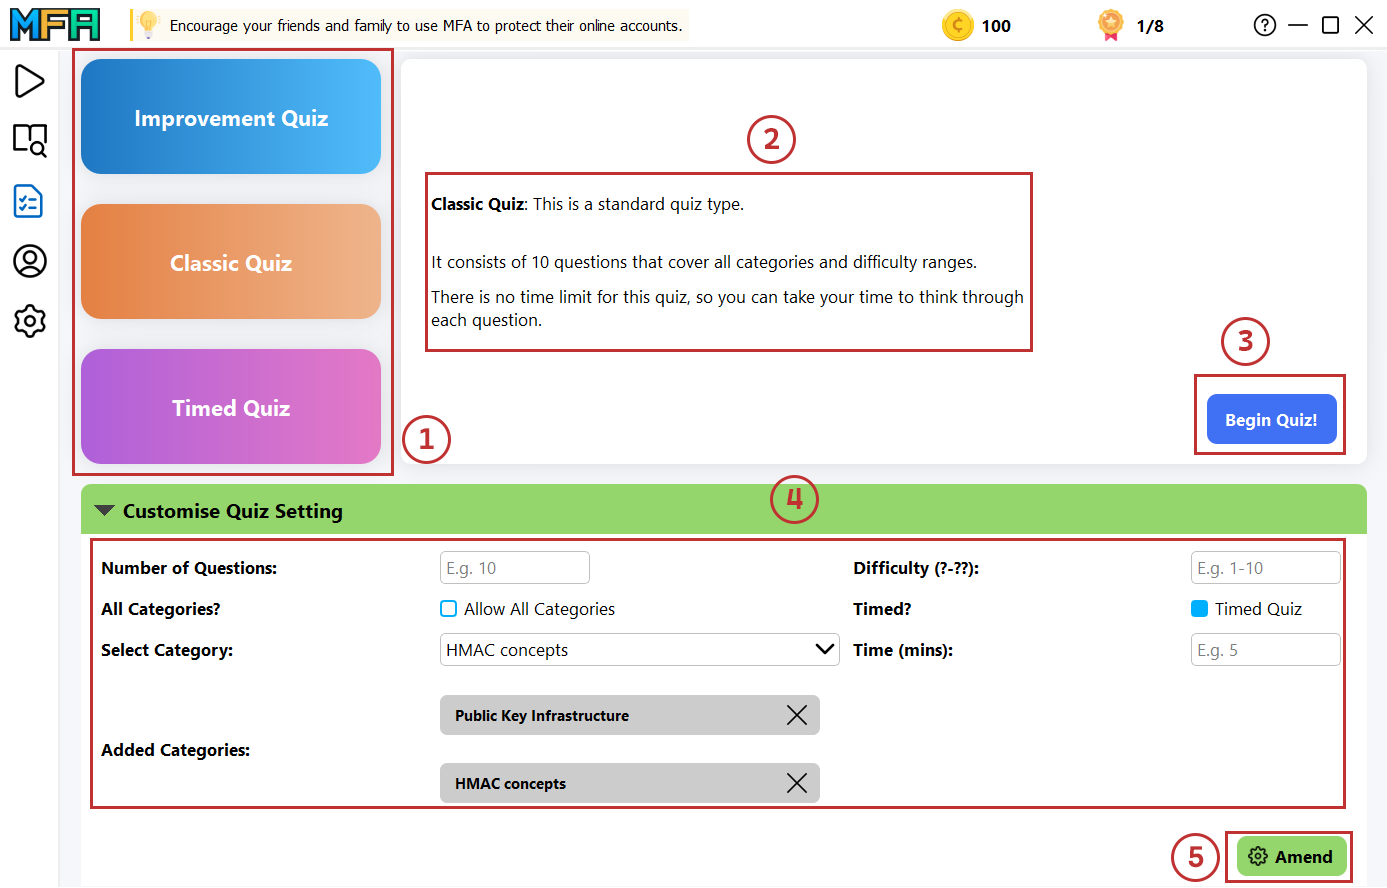 MFA
Encourage your friends and family to use MFA to protect their online accounts.
100
1/8
Improvement Quiz
Classic Quiz
Timed Quiz
1
2
Classic Quiz: This is a standard quiz type.
It consists of 10 questions that cover all categories and difficulty ranges.
There is no time limit for this quiz, so you can take your time to think through
each question.
3
Begin Quiz!
4
Customise Quiz Setting
Number of Questions:
E.g. 10
Difficulty (?-??):
E.g. 1-10
All Categories?
Allow All Categories
Timed?
Timed Quiz
Select Category:
HMAC concepts
Time (mins):
E.g. 5
Added Categories:
Public Key Infrastructure
HMAC concepts
5
Amend